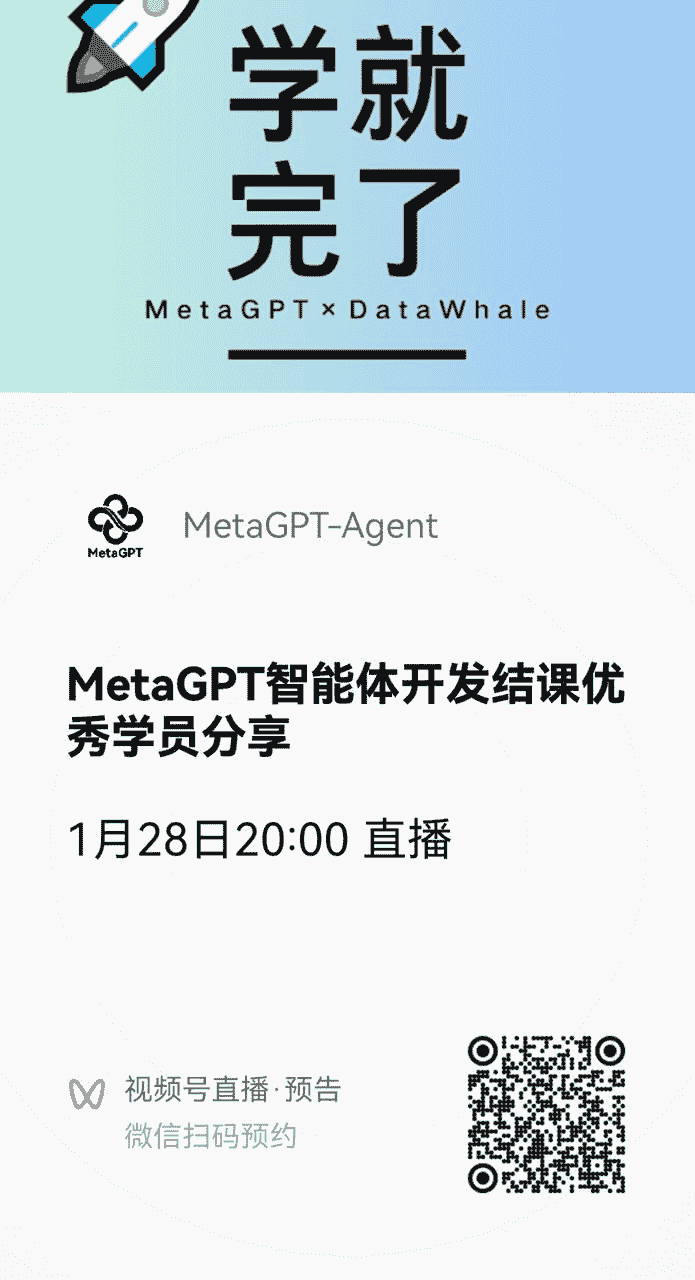 学就
完了
MetaGPT×DataWhale
MetaGPT
MetaGPT-Agent
MetaGPT智能体开发结课优
秀学员分享
1月28日20:00 直播
视频号直播·预告
微信扫码预约